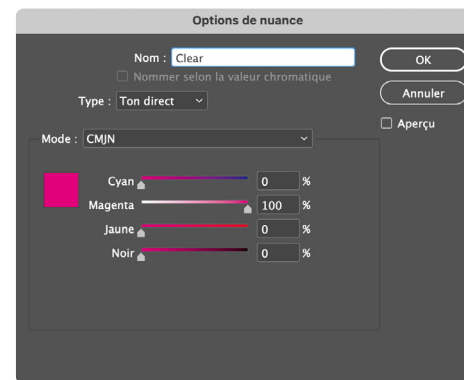 Options de nuance
Nom : Clear
OK
Nommer selon la valeur chromatique
Annuler
Type : Ton direct
Aperçu
Mode : CMJN
Cyan 0 %
Magenta 100 %
Jaune 0 %
Noir 0 %